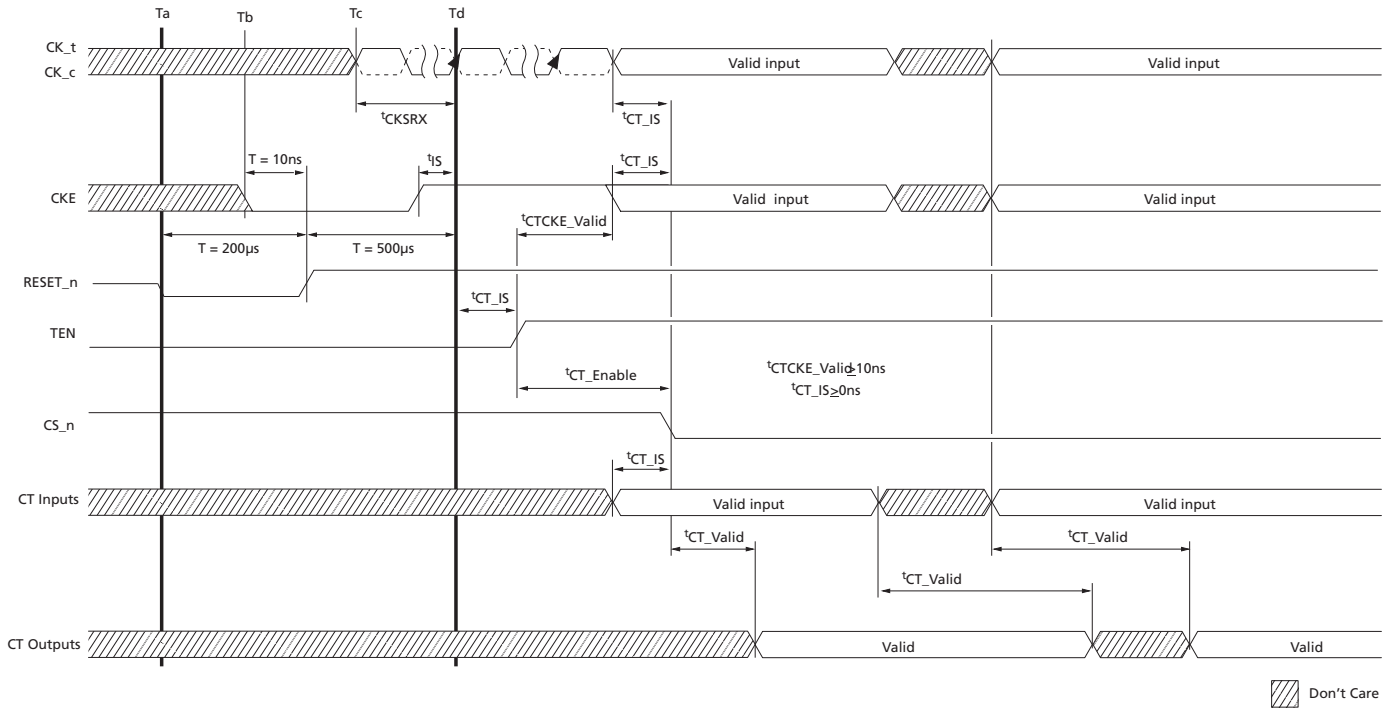 Ta Tb Tc Td
CK_t
CK_c
Valid input
Valid input
tCKSRX
tCT_IS
T = 10ns
tIS
tCT_IS
CKE
Valid input
Valid input
tCTCKE_Valid
T = 200µs
T = 500µs
RESET_n
tCT_IS
TEN
tCT_Enable
tCTCKE_Valid≥10ns
tCT_IS≥0ns
CS_n
tCT_IS
CT Inputs
Valid input
Valid input
tCT_Valid
tCT_Valid
tCT_Valid
CT Outputs
Valid
Valid
Don't Care